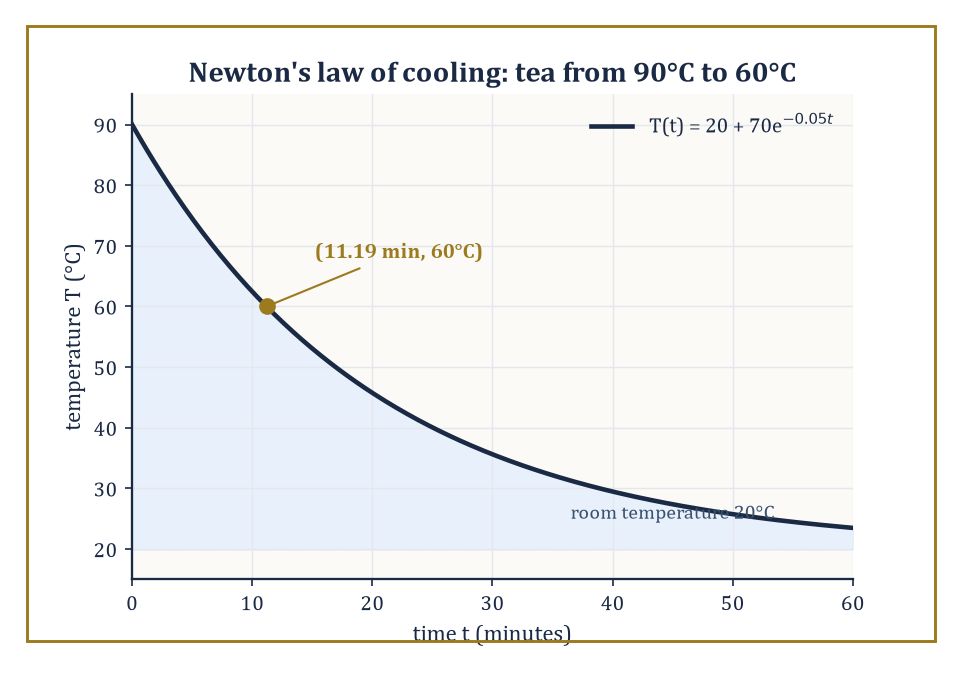 Newton's law of cooling: tea from 90°C to 60°C
T(t) = 20 + 70e^−0.05t
90
80
70
60
50
40
30
20
temperature T (°C)
(11.19 min, 60°C)
room temperature 20°C
0 10 20 30 40 50 60
time t (minutes)